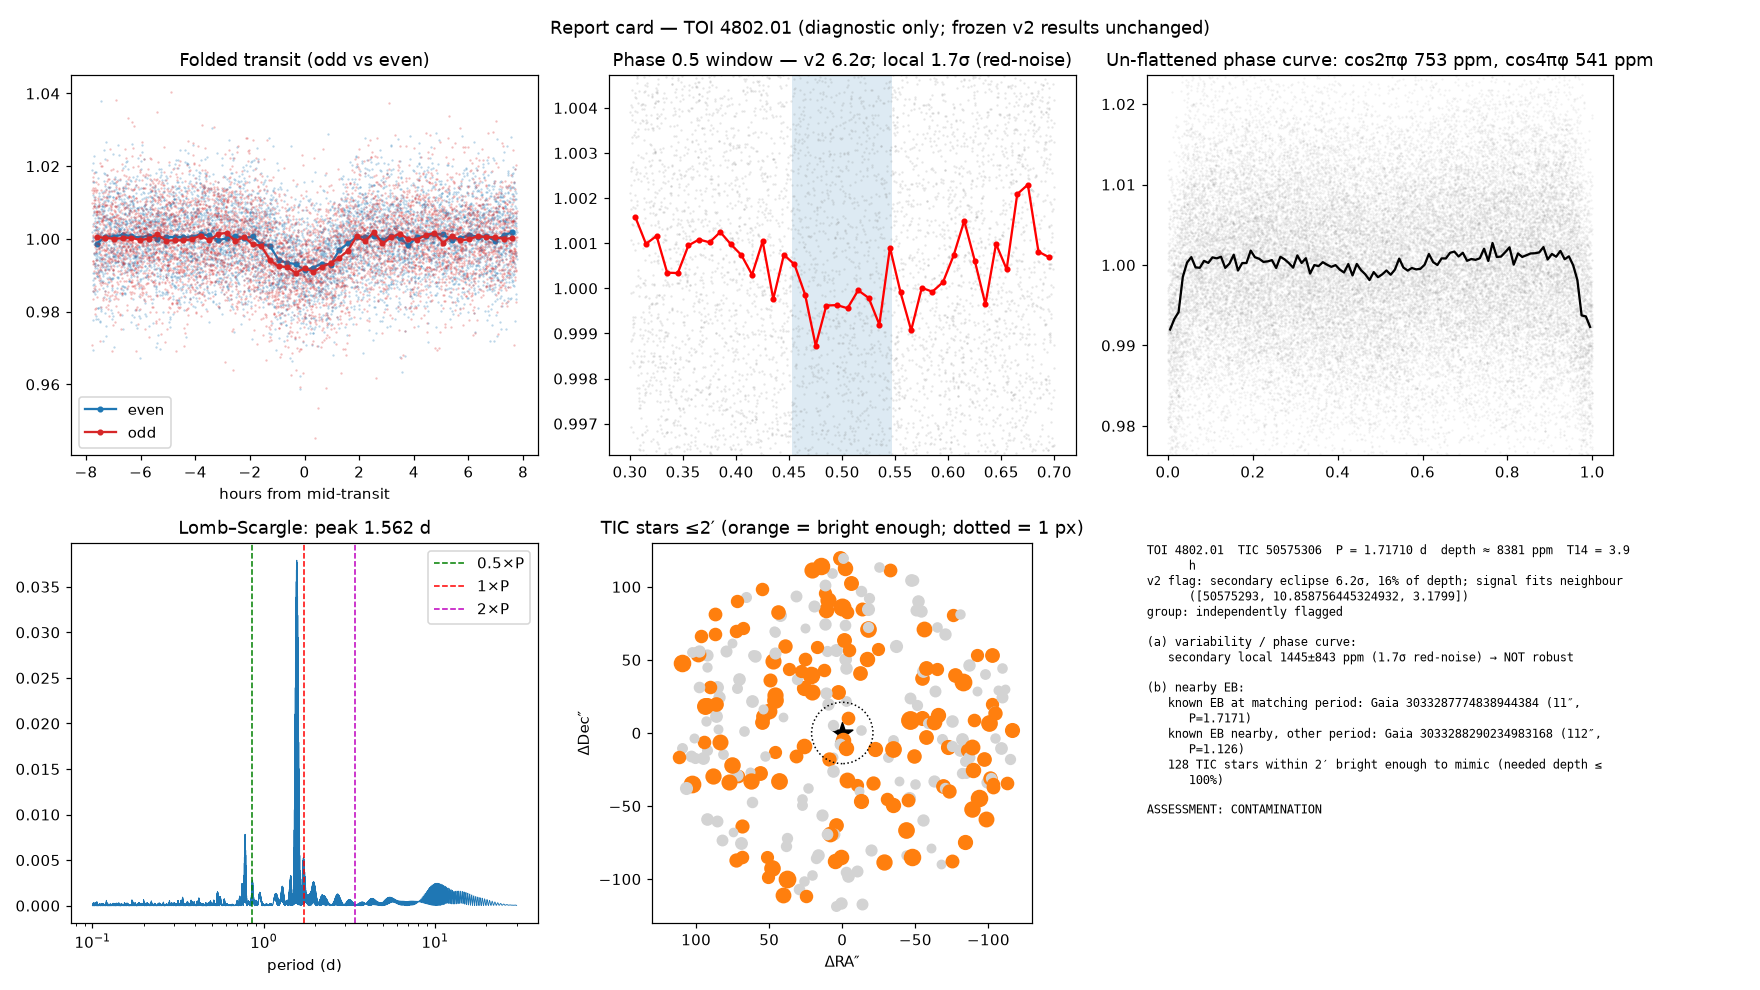 Report card — TOI 4802.01 (diagnostic only; frozen v2 results unchanged)
Folded transit (odd vs even)
1.04
1.02
1.00
0.98
0.96
even
odd
−8
−6
−4
−2
0
2
4
6
8
hours from mid-transit
Phase 0.5 window — v2 6.2σ; local 1.7σ (red-noise)
1.004
1.003
1.002
1.001
1.000
0.999
0.998
0.997
0.30
0.35
0.40
0.45
0.50
0.55
0.60
0.65
0.70
Un-flattened phase curve: cos2πφ 753 ppm, cos4πφ 541 ppm
1.02
1.01
1.00
0.99
0.98
0.0
0.2
0.4
0.6
0.8
1.0
Lomb–Scargle: peak 1.562 d
0.035
0.030
0.025
0.020
0.015
0.010
0.005
0.000
0.5×P
1×P
2×P
10⁻¹
10⁰
10¹
period (d)
TIC stars ≤2′ (orange = bright enough; dotted = 1 px)
100
50
0
−50
−100
ΔDec″
100
50
0
−50
−100
ΔRA″
TOI 4802.01  TIC 50575306  P = 1.71710 d  depth ≈ 8381 ppm  T14 = 3.9
h
v2 flag: secondary eclipse 6.2σ, 16% of depth; signal fits neighbour
([50575293, 10.858756445324932, 3.1799])
group: independently flagged
(a) variability / phase curve:
secondary local 1445±843 ppm (1.7σ red-noise) → NOT robust
(b) nearby EB:
known EB at matching period: Gaia 3033287774838944384 (11″,
P=1.7171)
known EB nearby, other period: Gaia 3033288290234983168 (112″,
P=1.126)
128 TIC stars within 2′ bright enough to mimic (needed depth ≤
100%)
ASSESSMENT: CONTAMINATION